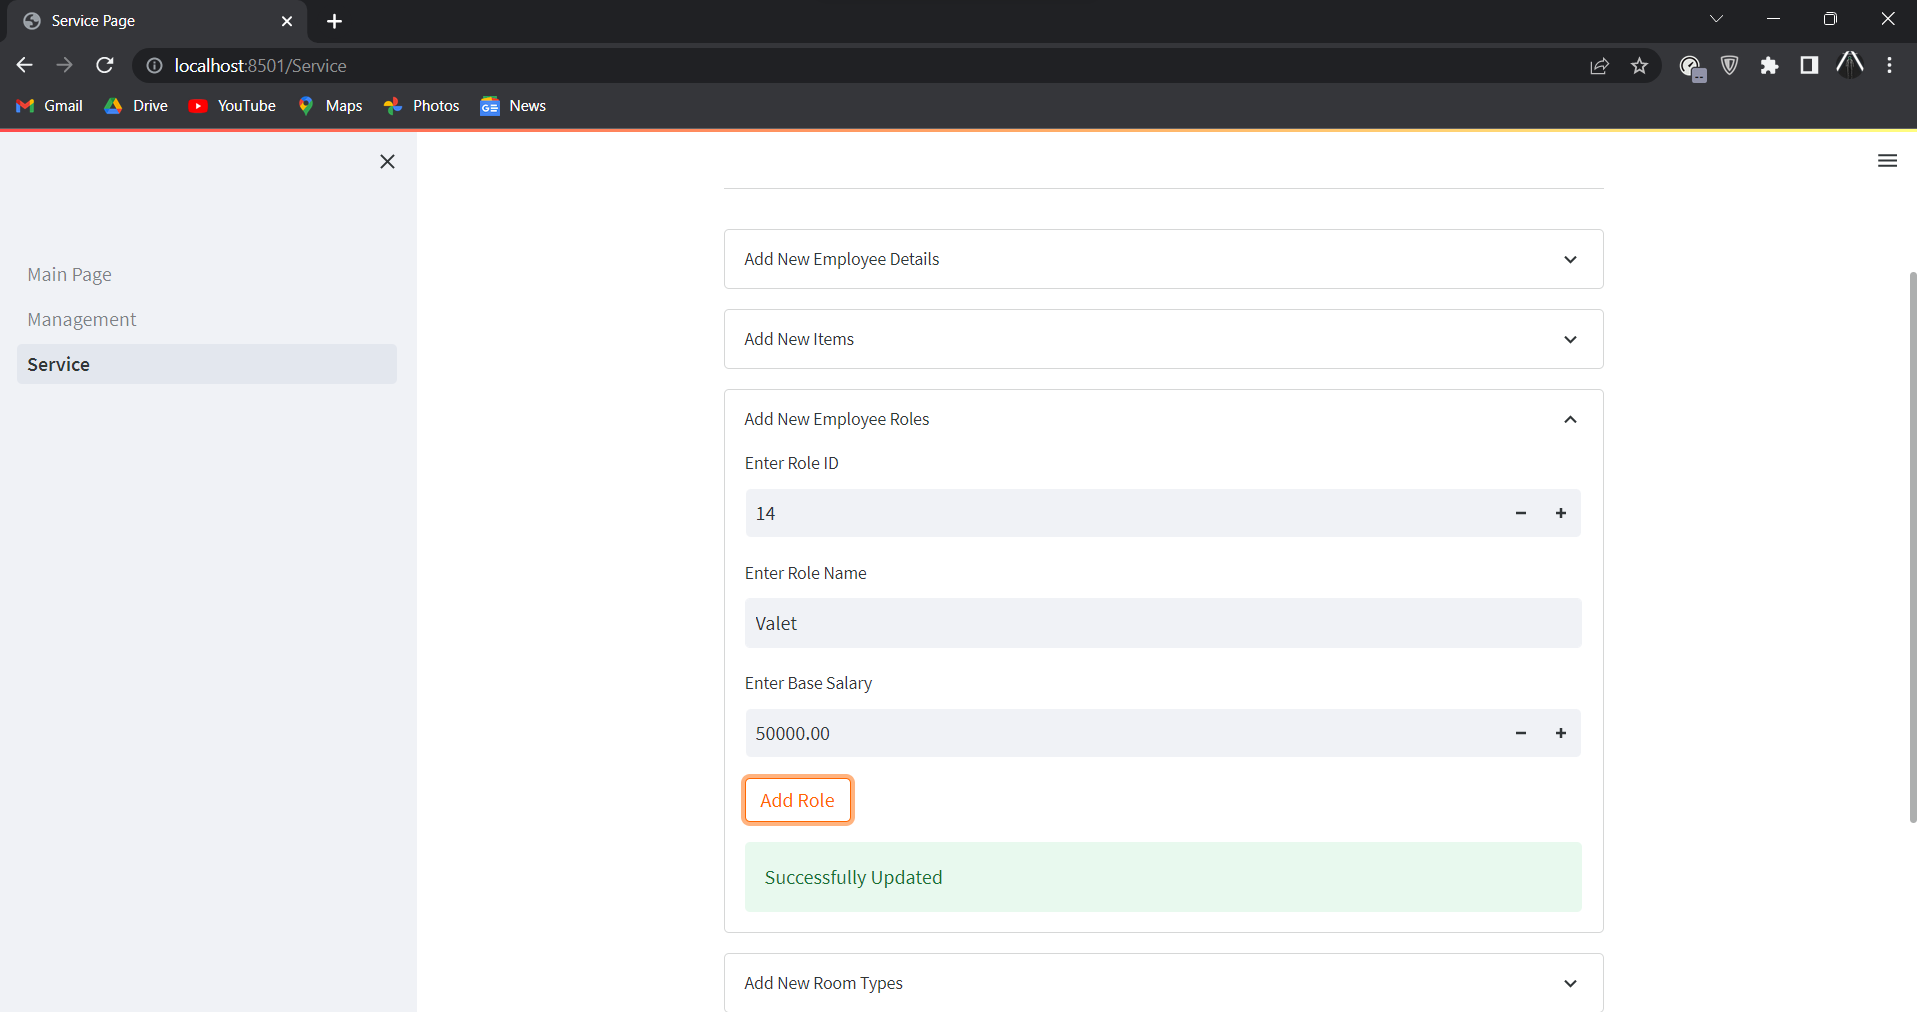 Service Page
localhost:8501/Service
Gmail Drive YouTube Maps Photos News
Main Page
Management
Service
Add New Employee Details
Add New Items
Add New Employee Roles
Enter Role ID
14
Enter Role Name
Valet
Enter Base Salary
50000.00
Add Role
Successfully Updated
Add New Room Types